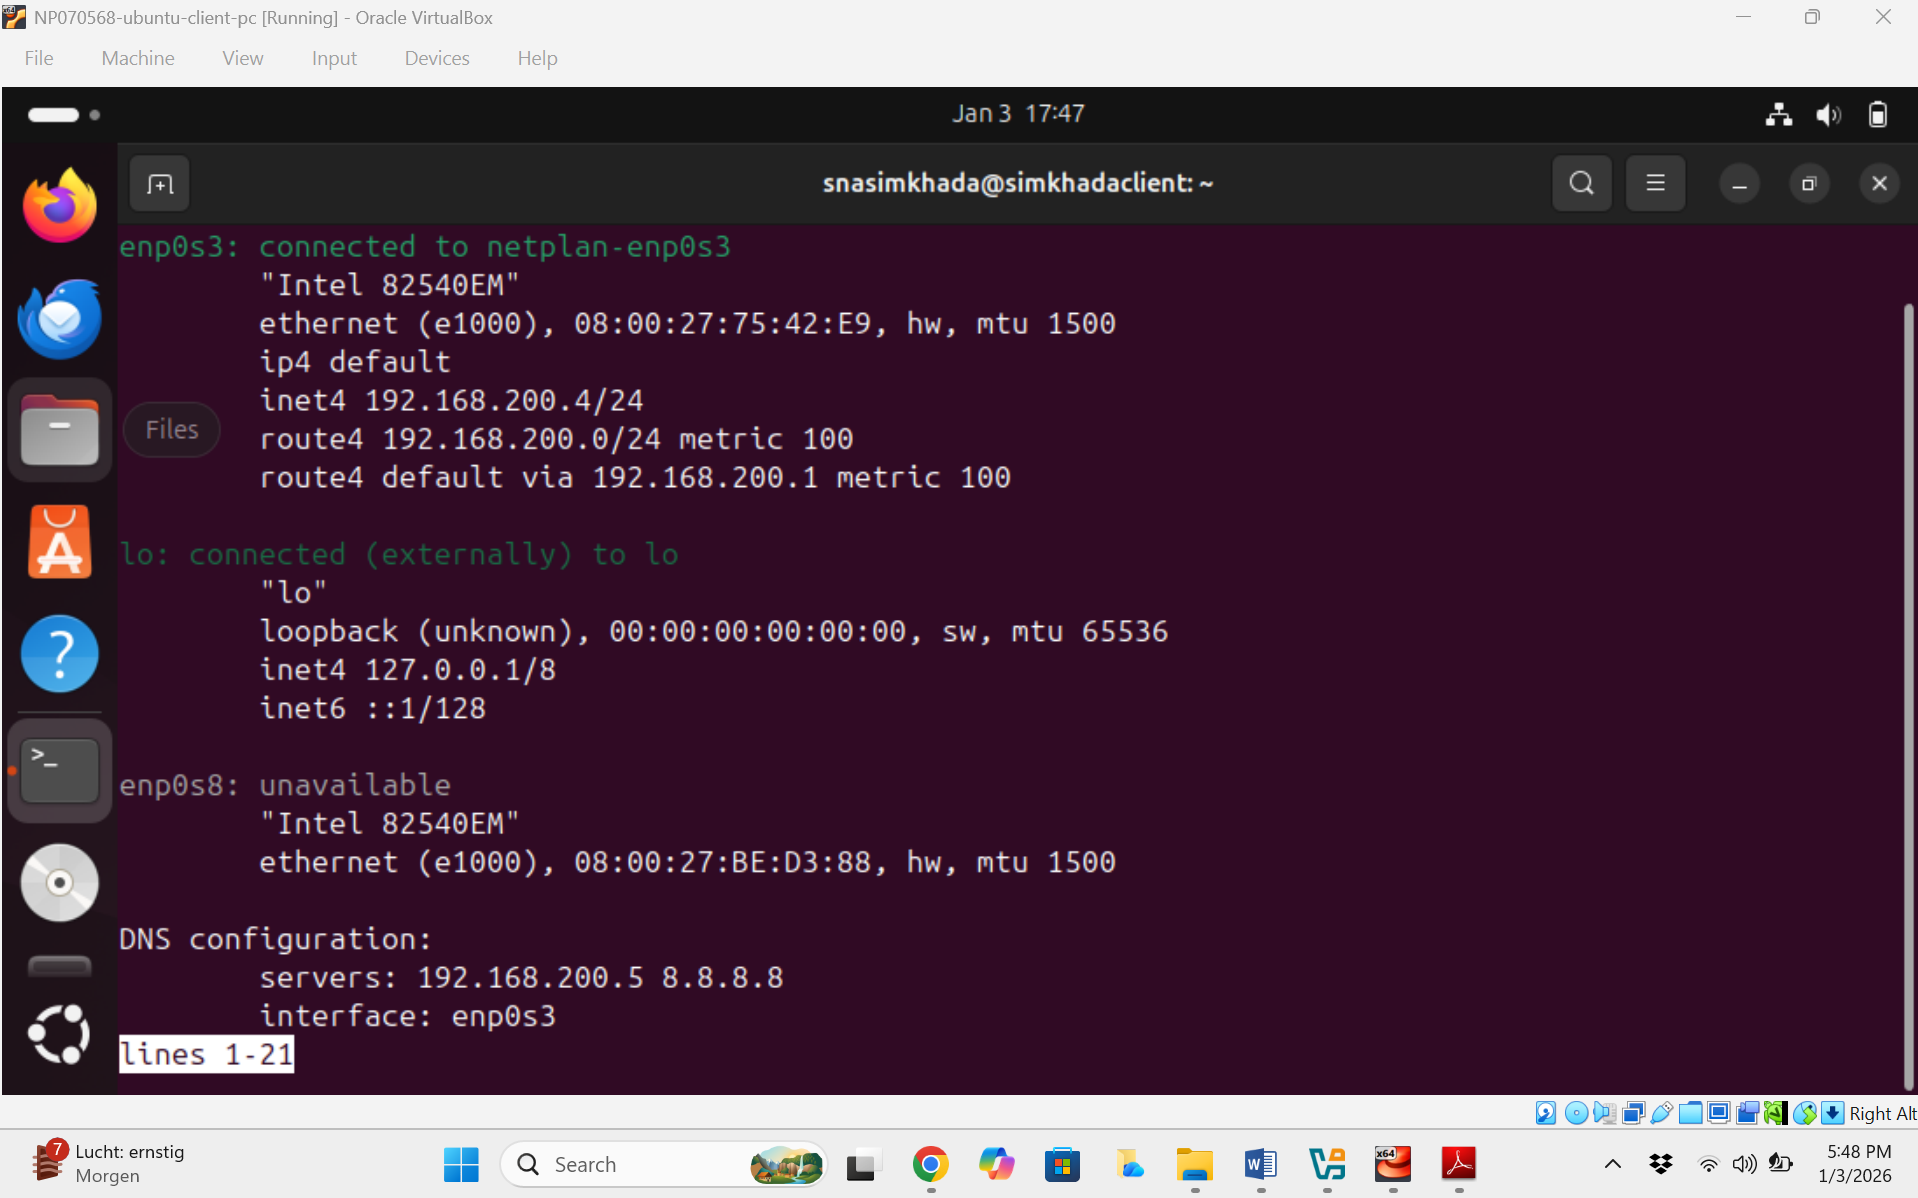 NP070568-ubuntu-client-pc [Running] - Oracle VirtualBox
File Machine View Input Devices Help
Jan 3 17:47
snasimkhada@simkhadaclient: ~
enp0s3: connected to netplan-enp0s3
"Intel 82540EM"
ethernet (e1000), 08:00:27:75:42:E9, hw, mtu 1500
ip4 default
inet4 192.168.200.4/24
Files
route4 192.168.200.0/24 metric 100
route4 default via 192.168.200.1 metric 100
lo: connected (externally) to lo
"lo"
loopback (unknown), 00:00:00:00:00:00, sw, mtu 65536
inet4 127.0.0.1/8
inet6 ::1/128
enp0s8: unavailable
"Intel 82540EM"
ethernet (e1000), 08:00:27:BE:D3:88, hw, mtu 1500
DNS configuration:
servers: 192.168.200.5 8.8.8.8
interface: enp0s3
lines 1-21
Right Alt
7
Lucht: ernstig
Morgen
Search
x64
5:48 PM
1/3/2026